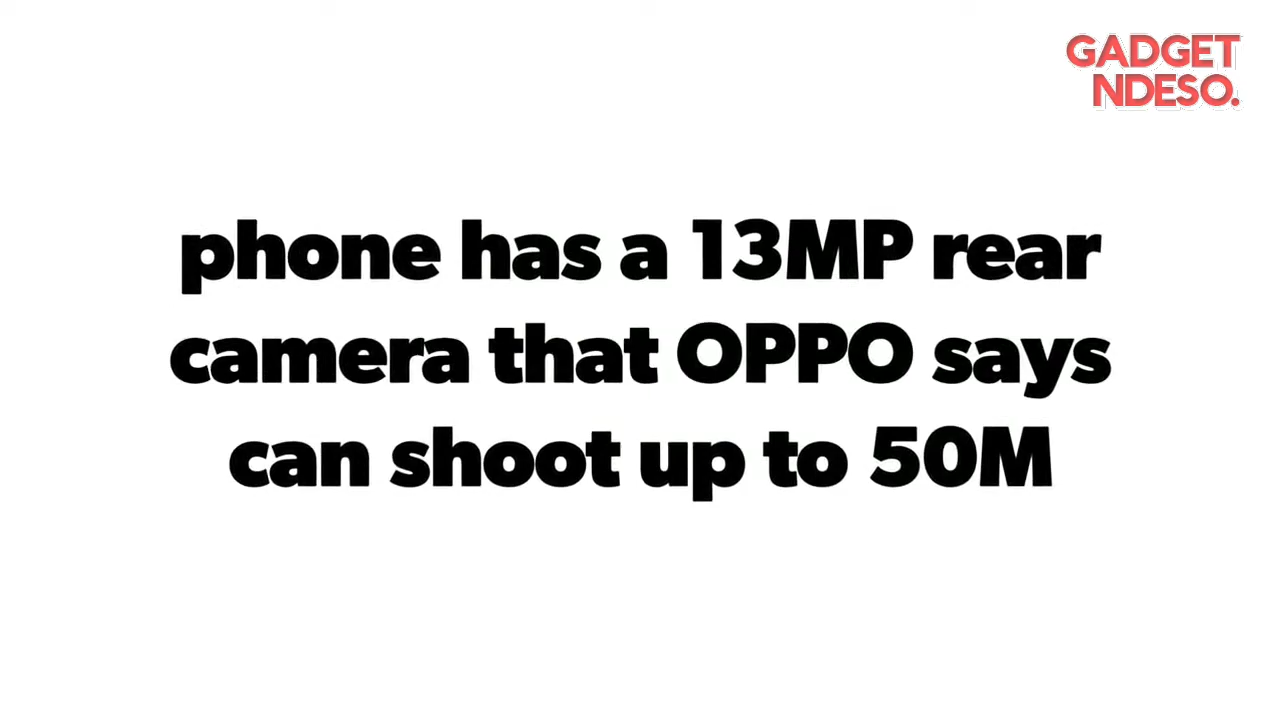 GADGET
NDESO.
phone has a 13MP rear
camera that OPPO says
can shoot up to 50M